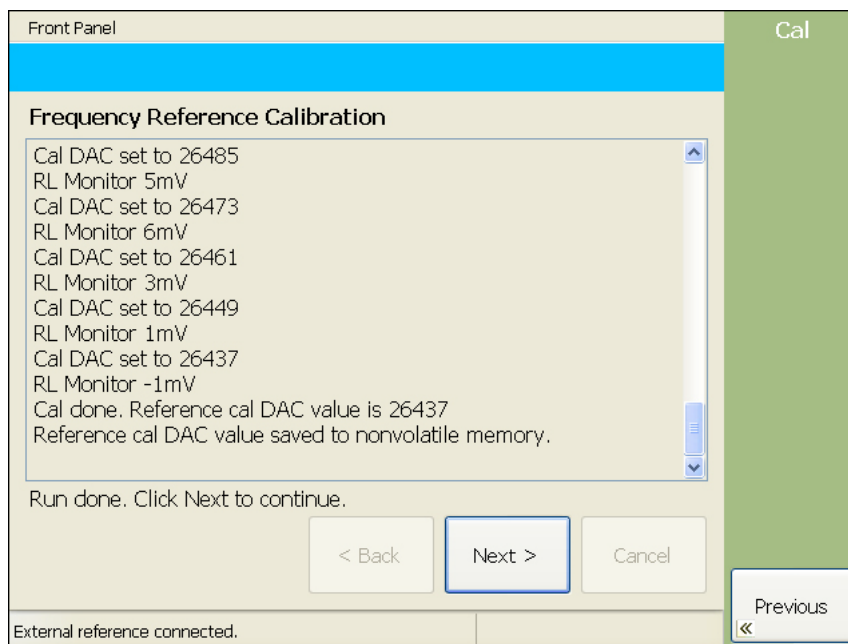 Front Panel
Cal
Frequency Reference Calibration
Cal DAC set to 26485
RL Monitor 5mV
Cal DAC set to 26473
RL Monitor 6mV
Cal DAC set to 26461
RL Monitor 3mV
Cal DAC set to 26449
RL Monitor 1mV
Cal DAC set to 26437
RL Monitor -1mV
Cal done. Reference cal DAC value is 26437
Reference cal DAC value saved to nonvolatile memory.
Run done. Click Next to continue.
< Back
Next >
Cancel
Previous
«
External reference connected.